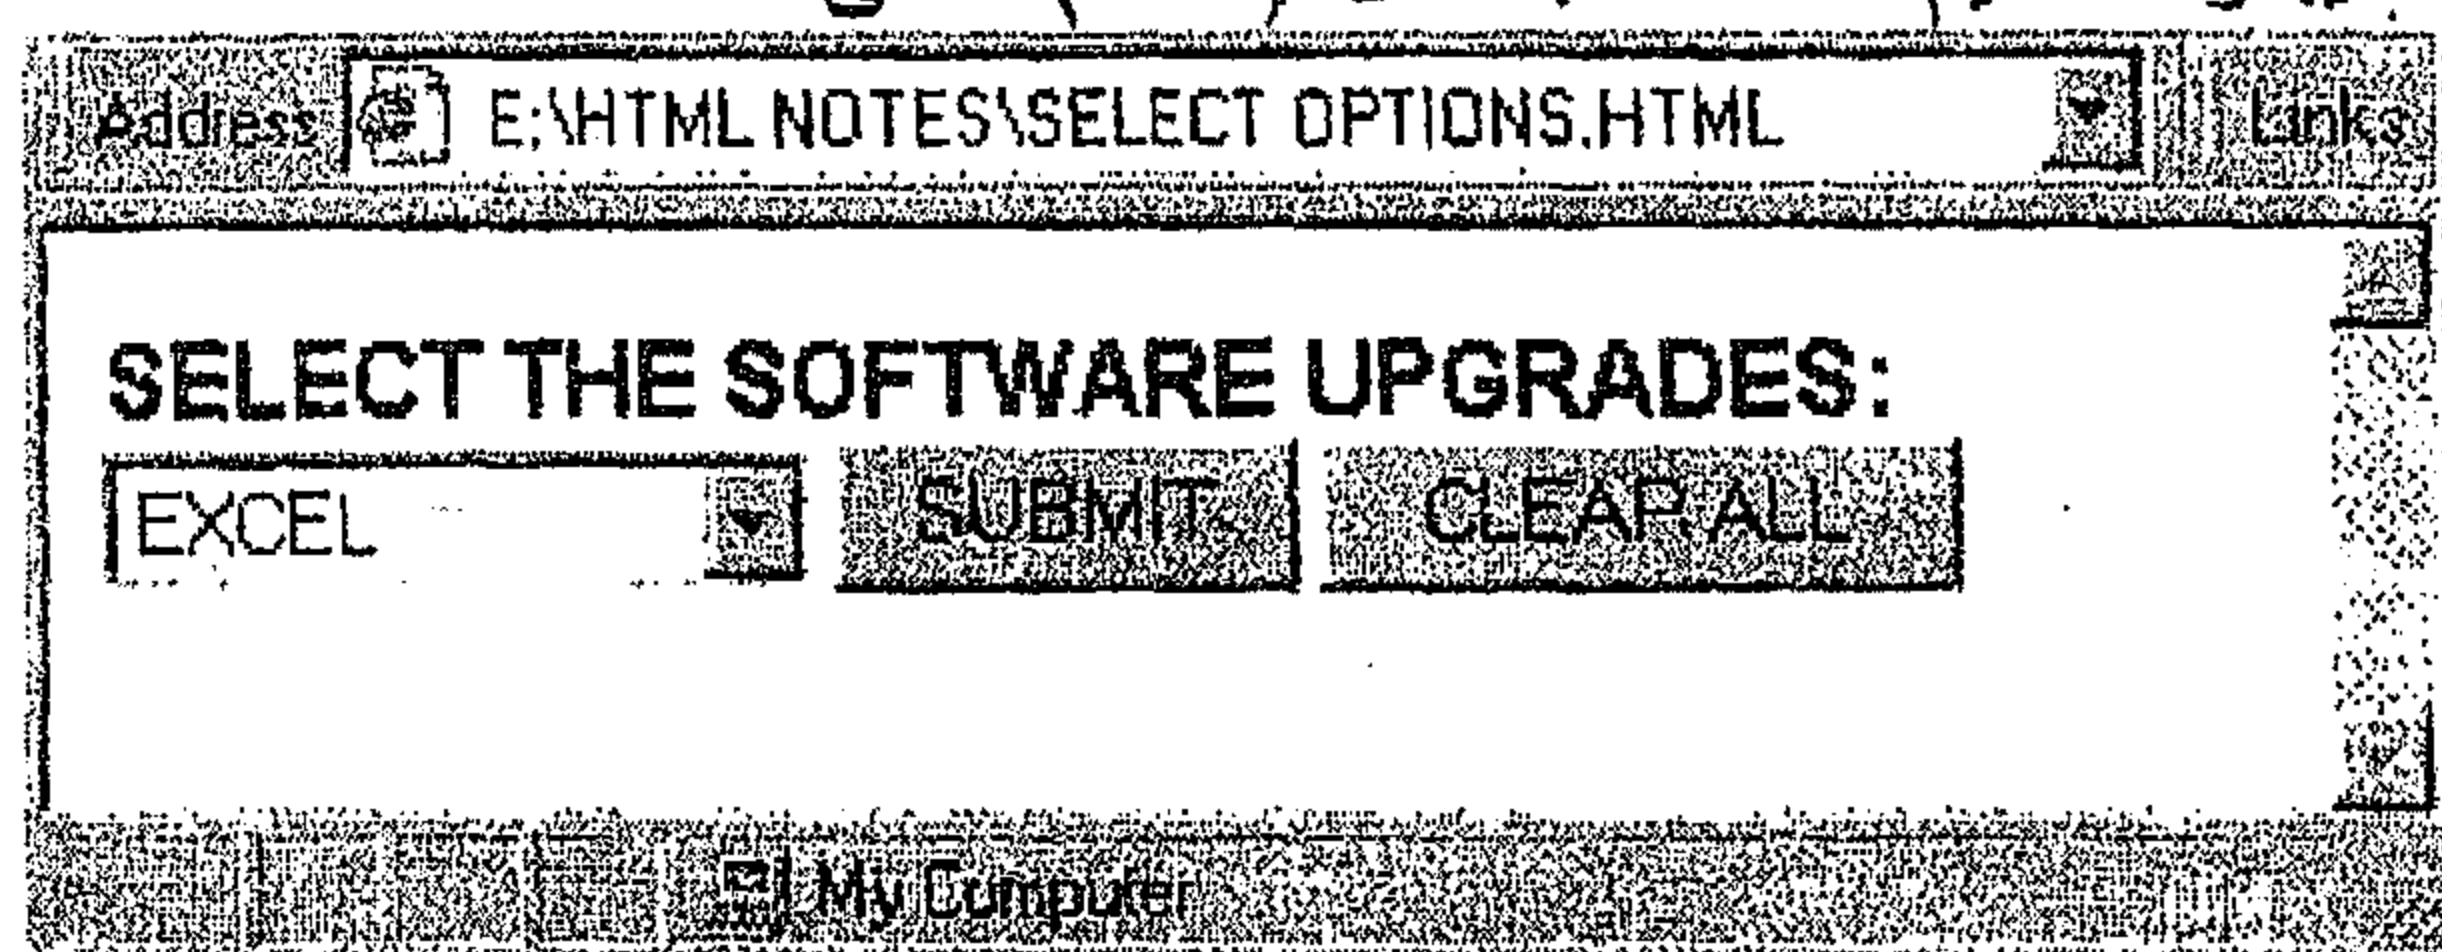 Address E:\HTML NOTES\SELECT OPTIONS.HTML Links
SELECT THE SOFTWARE UPGRADES:
EXCEL SUBMIT CLEAR ALL
My Computer